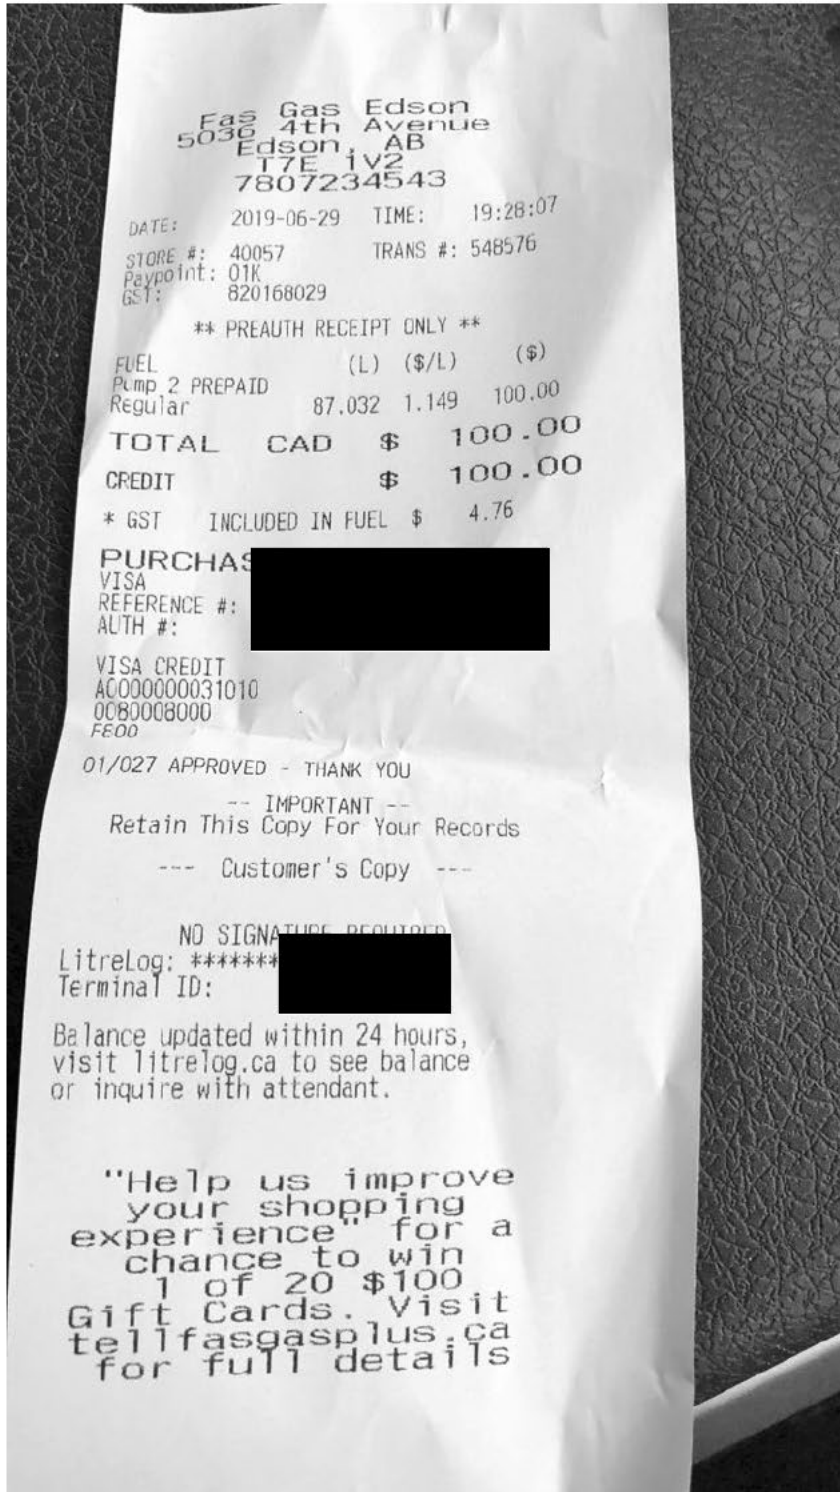 Fas Gas Edson
5036 4th Avenue
Edson, AB
T7E 1V2
7807234543
DATE: 2019-06-29 TIME: 19:28:07
STORE #: 40057 TRANS #: 548576
Paypoint: 01K
GST: 820168029
** PREAUTH RECEIPT ONLY **
FUEL (L) ($/L) ($)
Pump 2 PREPAID
Regular 87.032 1.149 100.00
TOTAL CAD $ 100.00
CREDIT $ 100.00
* GST INCLUDED IN FUEL $ 4.76
PURCHAS
VISA
REFERENCE #:
AUTH #:
VISA CREDIT
A0000000031010
0080008000
F800
01/027 APPROVED - THANK YOU
-- IMPORTANT --
Retain This Copy For Your Records
--- Customer's Copy ---
NO SIGNATURE REQUIRED
LitreLog: *******
Terminal ID:
Balance updated within 24 hours,
visit litrelog.ca to see balance
or inquire with attendant.
"Help us improve
your shopping
experience" for a
chance to win
1 of 20 $100
Gift Cards. Visit
tellfasgasplus.ca
for full details